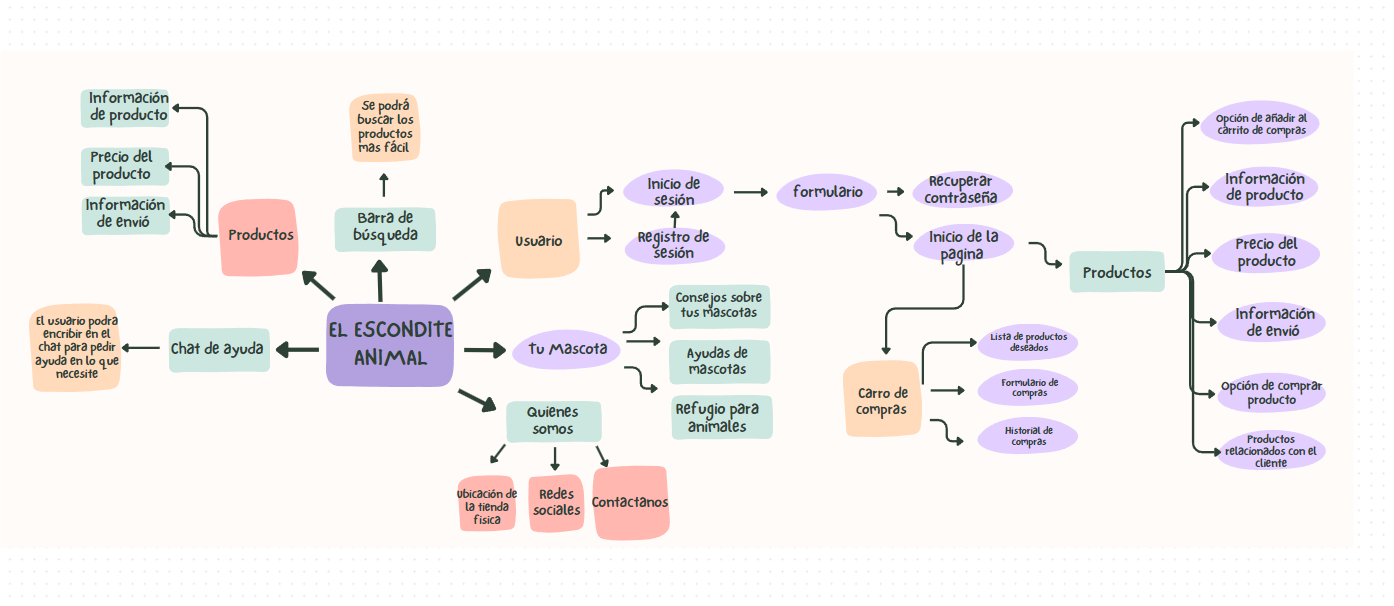 Información
de producto
Precio del
producto
Información
de envió
Productos
Se podrá
buscar los
productos
mas fácil
Barra de
búsqueda
Usuario
Inicio de
sesión
Registro de
sesión
formulario
Recuperar
contraseña
Inicio de la
pagina
Productos
Opción de añadir al
carrito de compras
Información
de producto
Precio del
producto
Información
de envió
Opción de comprar
producto
Productos
relacionados con el
cliente
El usuario podra
encribir en el
chat para pedir
ayuda en lo que
necesite
Chat de ayuda
EL ESCONDITE
ANIMAL
Tu Mascota
Consejos sobre
tus mascotas
Ayudas de
mascotas
Refugio para
animales
Carro de
compras
Lista de productos
deseados
Formulario de
compras
Historial de
compras
Quienes
somos
Ubicación de
la tienda
fisica
Redes
sociales
Contactanos